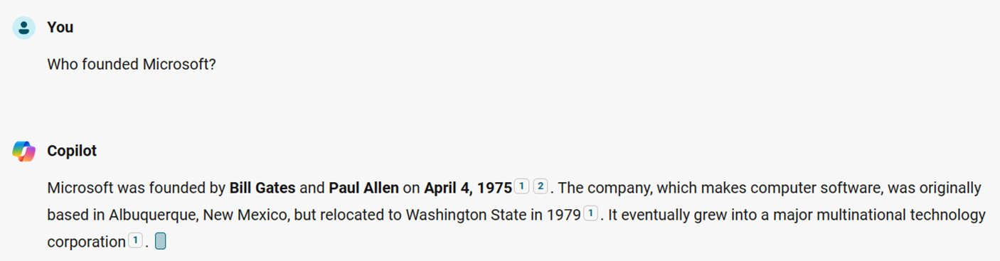 You
Who founded Microsoft?
Copilot
Microsoft was founded by Bill Gates and Paul Allen on April 4, 1975 1 2 . The company, which makes computer software, was originally
based in Albuquerque, New Mexico, but relocated to Washington State in 1979 1 . It eventually grew into a major multinational technology
corporation 1 .